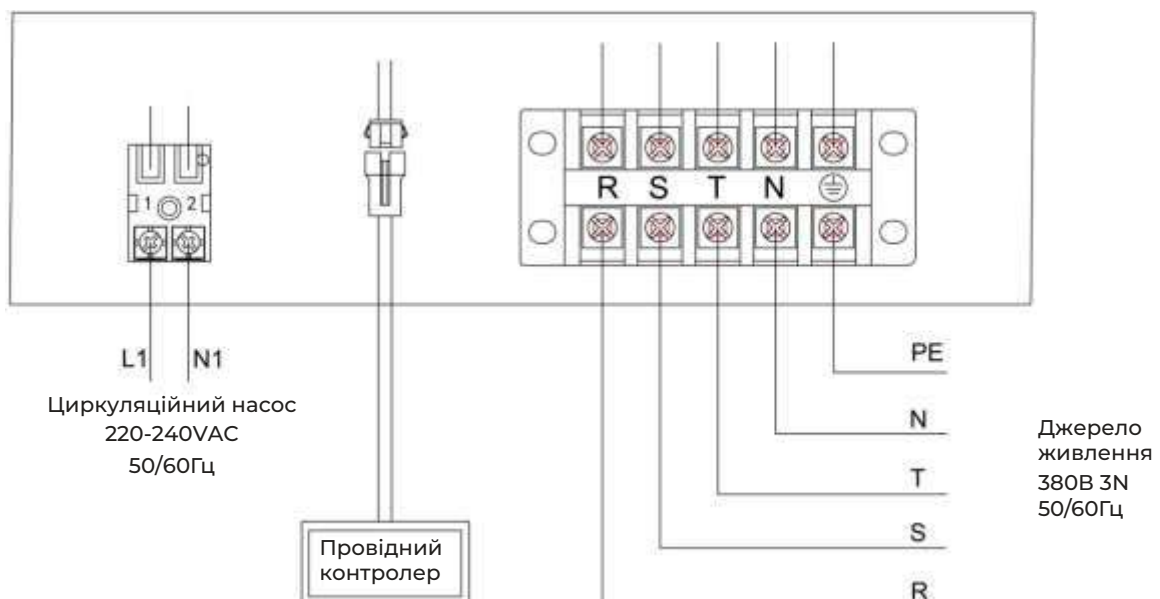 R S T N
1 2
L1 N1
Циркуляційний насос
220-240VAC
50/60Гц
Провідний
контролер
PE
N
T
S
R
Джерело
живлення
380В 3N
50/60Гц